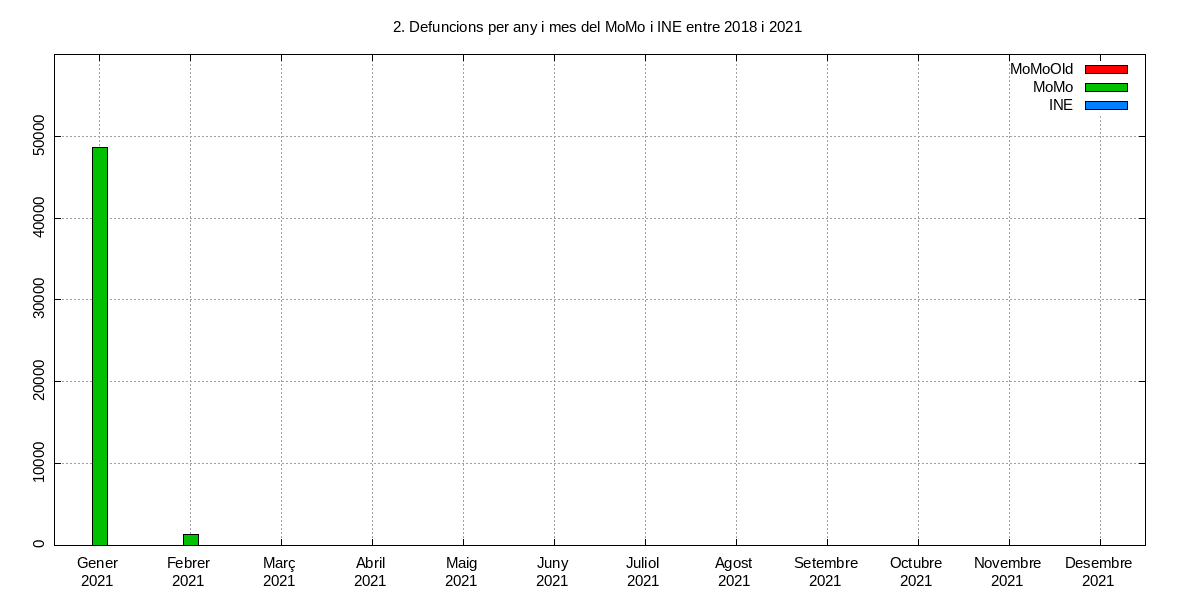 2. Defuncions per any i mes del MoMo i INE entre 2018 i 2021
MoMoOld
MoMo
INE
50000
40000
30000
20000
10000
0
Gener Febrer Març Abril Maig Juny Juliol Agost Setembre Octubre Novembre Desembre
2021 2021 2021 2021 2021 2021 2021 2021 2021 2021 2021 2021